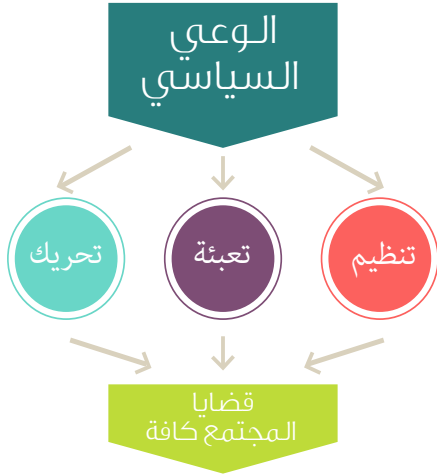 الوعي
السياسي
تنظيم
تعبئة
تحريك
قضايا
المجتمع كافة